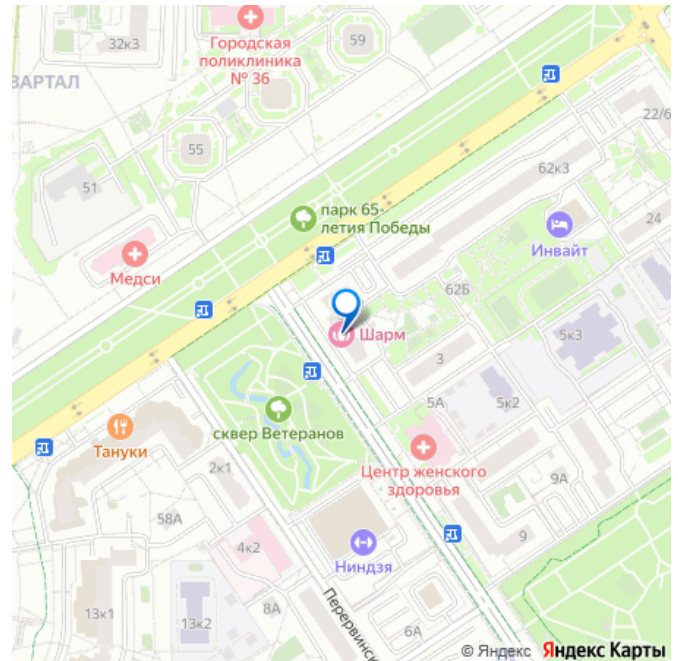 32к3
Городская
поликлиника
№ 36
59
ВАРТАЛ
55
51
22/6
62к3
парк 65-
летия Победы
24
Инвайт
Медси
62Б
Шарм
5к3
3
5А
5к2
сквер Ветеранов
Тануки
2к1
Центр женского
здоровья
9А
58А
9
4к2
Ниндзя
13к1
13к2
8А
Перервинск
6А
© Яндекс Яндекс Карты